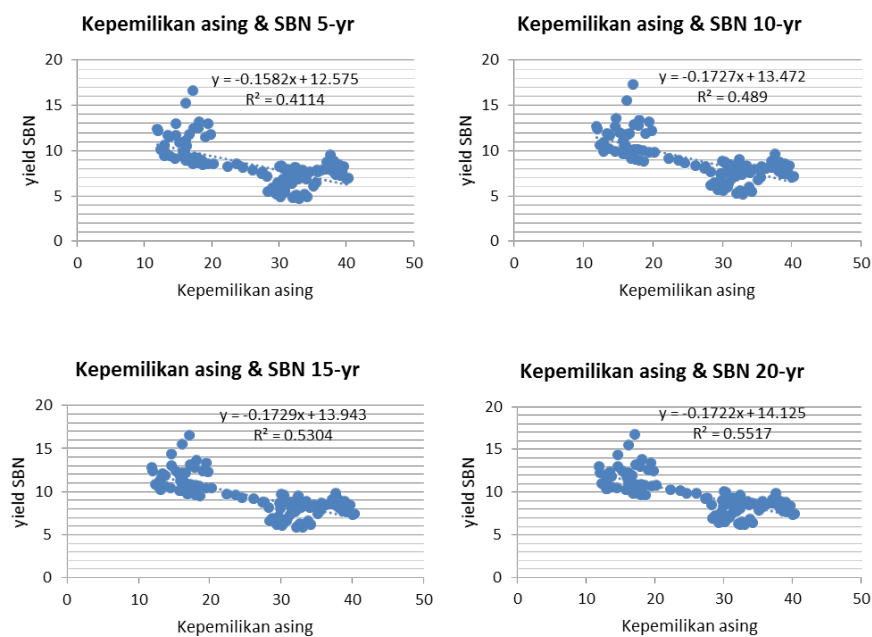 Kepemilikan asing & SBN 5-yr
y = -0.1582x + 12.575
R² = 0.4114
20
15
10
5
0
yield SBN
0 10 20 30 40 50
Kepemilikan asing
Kepemilikan asing & SBN 10-yr
y = -0.1727x + 13.472
R² = 0.489
20
15
10
5
0
yield SBN
0 10 20 30 40 50
Kepemilikan asing
Kepemilikan asing & SBN 15-yr
y = -0.1729x + 13.943
R² = 0.5304
20
15
10
5
0
yield SBN
0 10 20 30 40 50
Kepemilikan asing
Kepemilikan asing & SBN 20-yr
y = -0.1722x + 14.125
R² = 0.5517
20
15
10
5
0
yield SBN
0 10 20 30 40 50
Kepemilikan asing